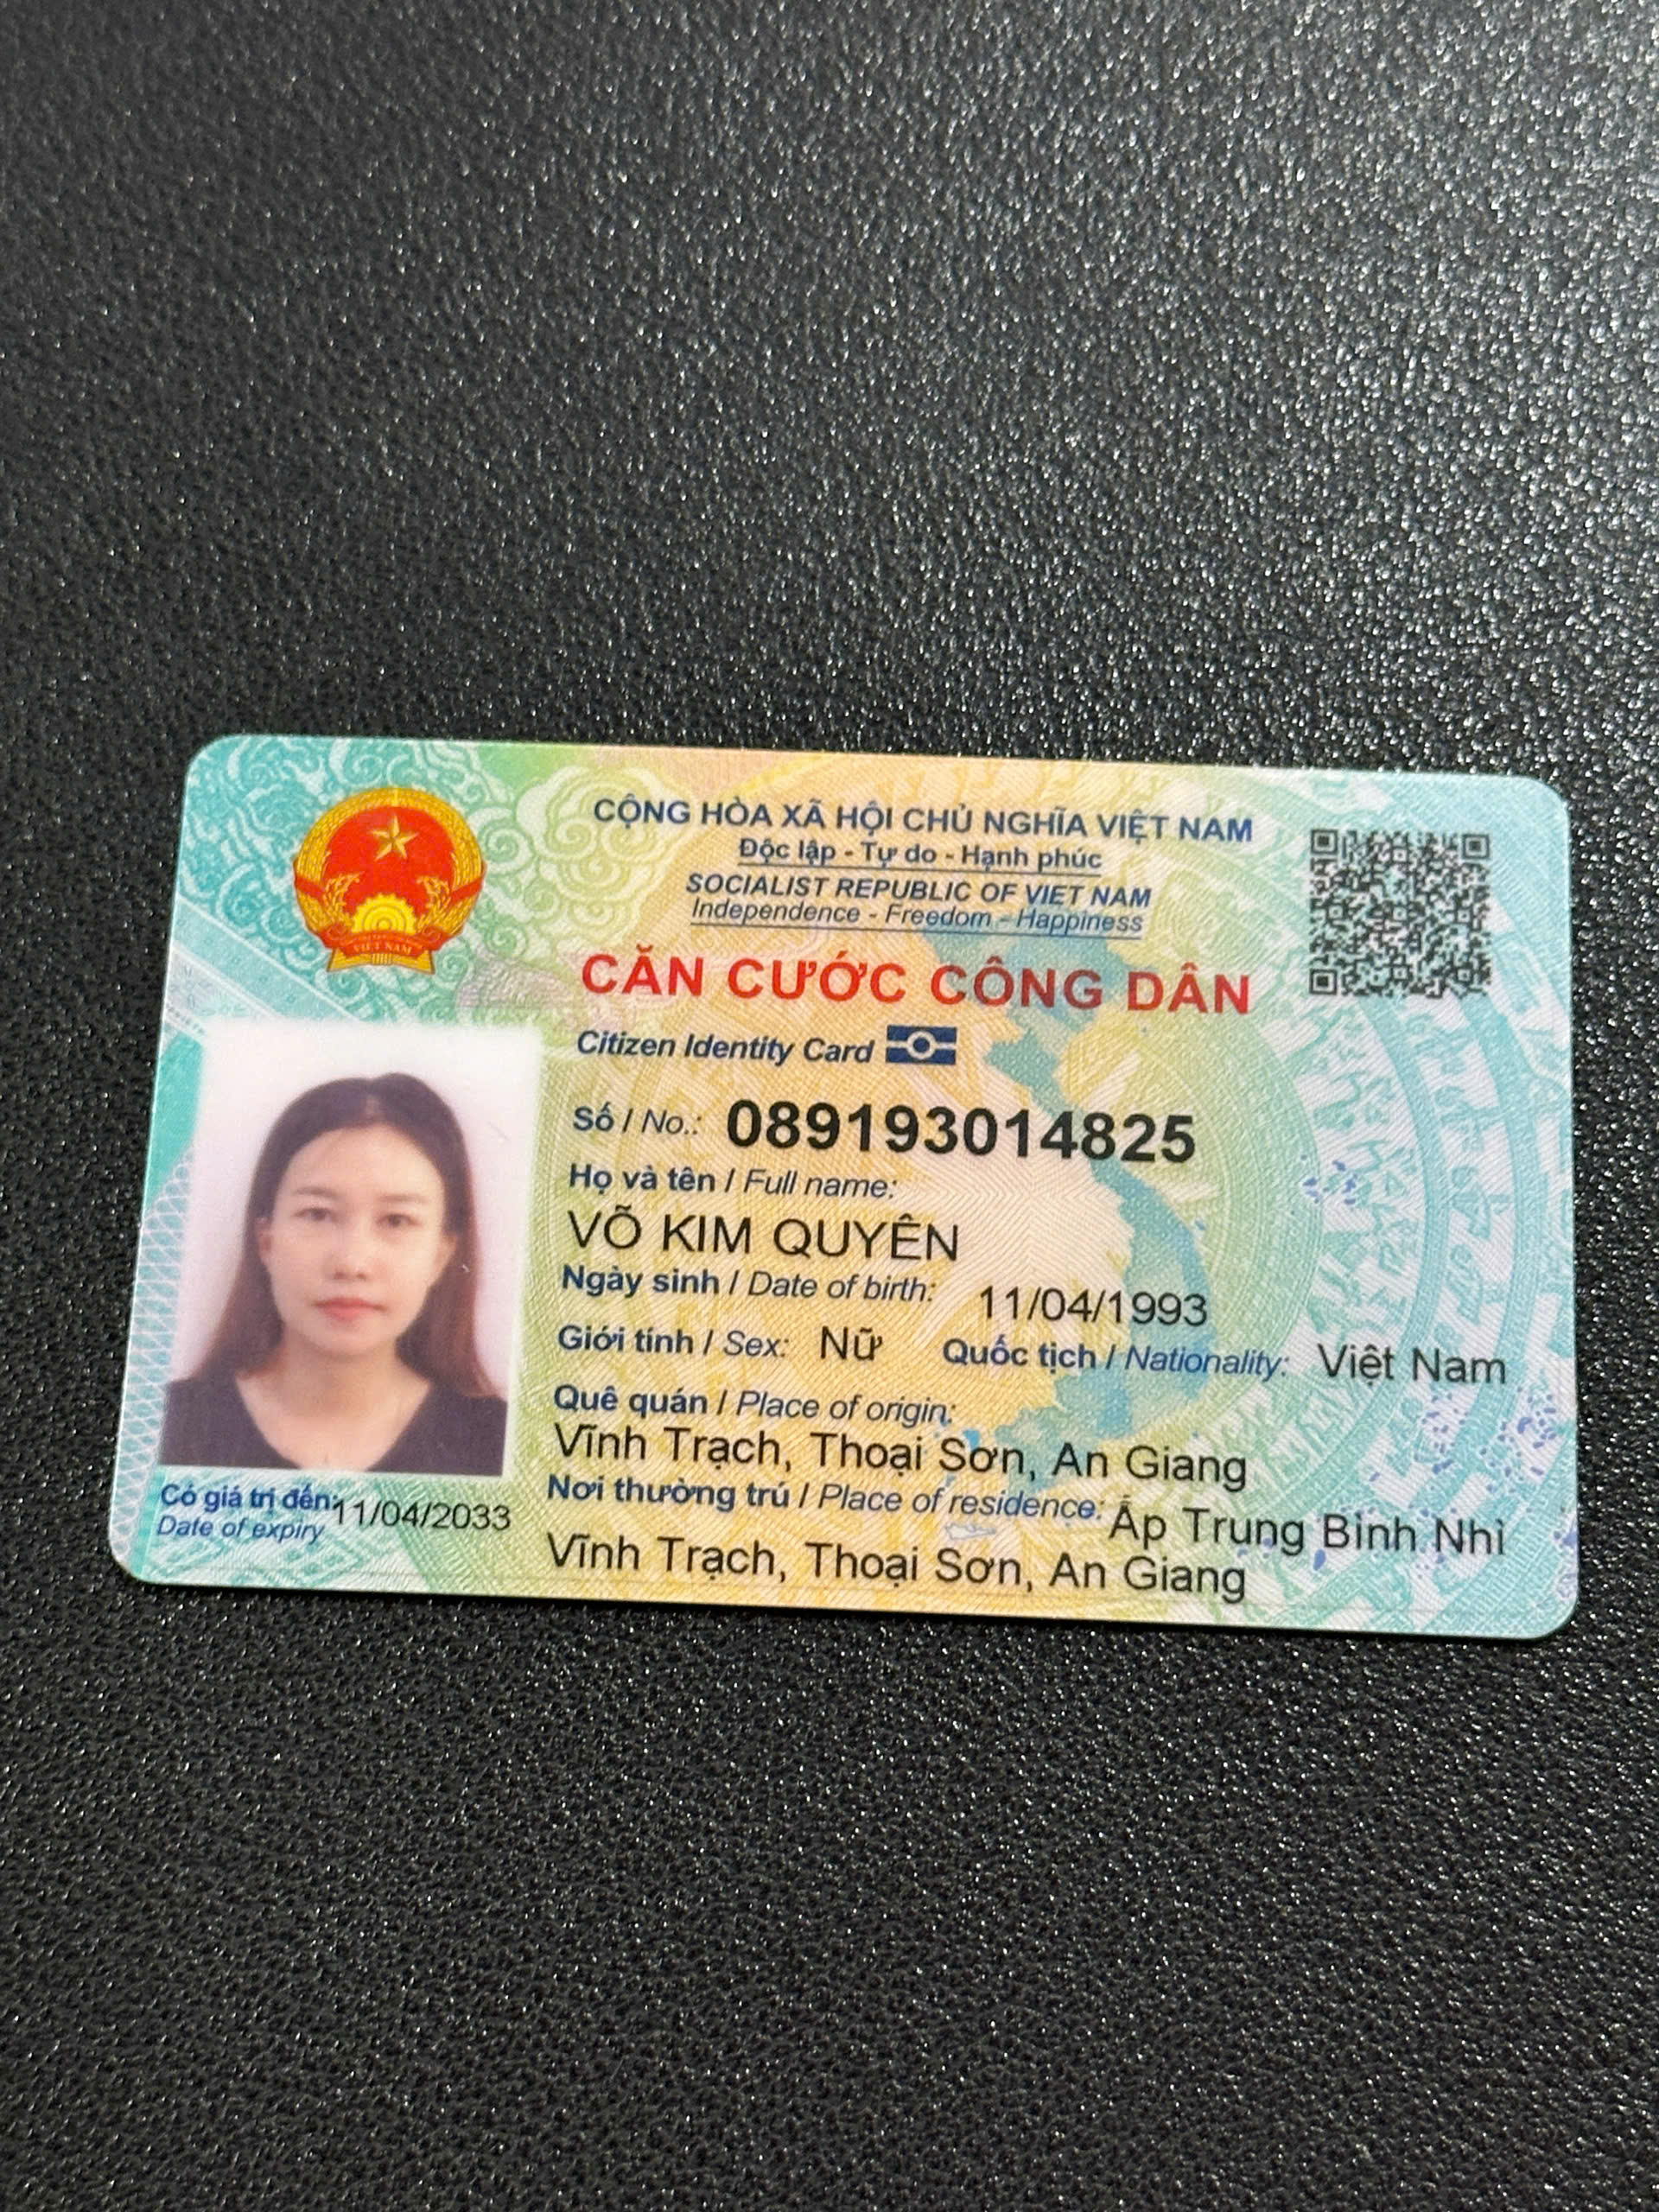 CỘNG HÒA XÃ HỘI CHỦ NGHĨA VIỆT NAM
Độc lập - Tự do - Hạnh phúc
SOCIALIST REPUBLIC OF VIET NAM
Independence - Freedom - Happiness
CĂN CƯỚC CÔNG DÂN
Citizen Identity Card
Số / No.: 089193014825
Họ và tên / Full name:
VÕ KIM QUYÊN
Ngày sinh / Date of birth: 11/04/1993
Giới tính / Sex: Nữ Quốc tịch / Nationality: Việt Nam
Quê quán / Place of origin:
Vĩnh Trạch, Thoại Sơn, An Giang
Nơi thường trú / Place of residence: Ấp Trung Bình Nhì
Vĩnh Trạch, Thoại Sơn, An Giang
Có giá trị đến: 11/04/2033
Date of expiry
VIỆT NAM